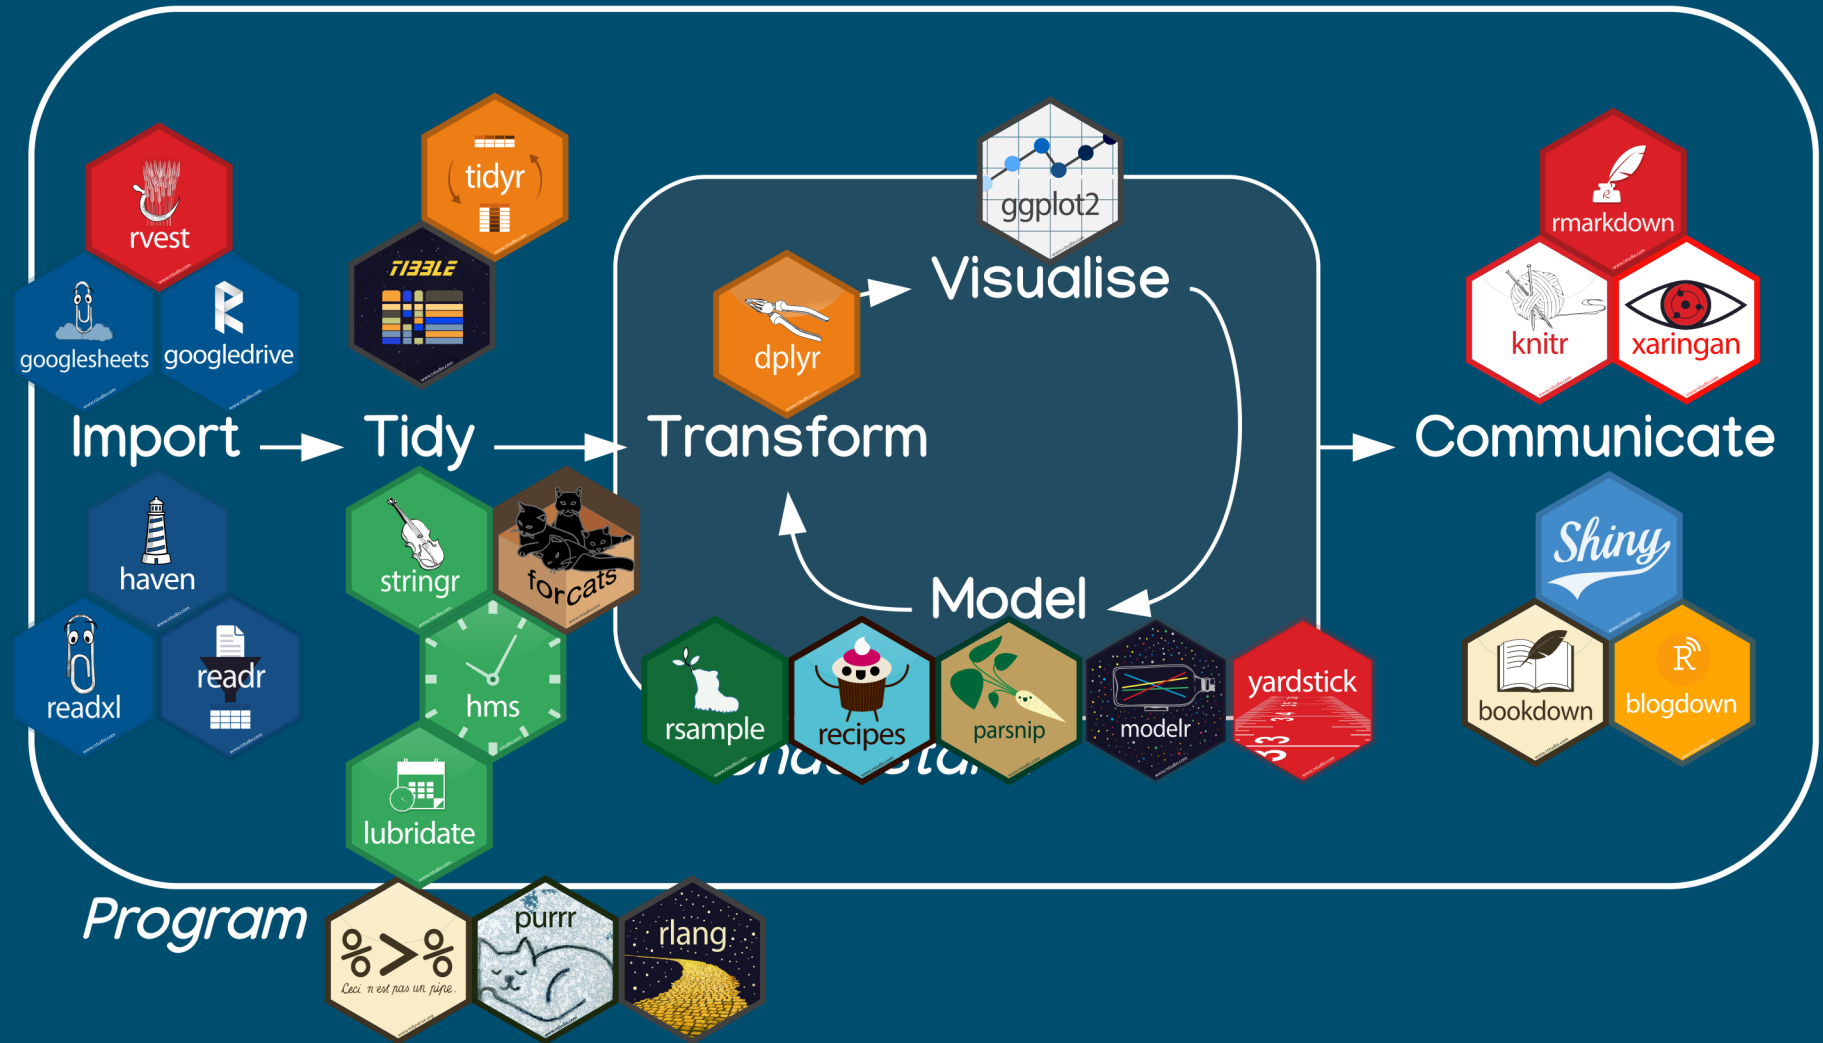 rvest
googlesheets
googledrive
Import
haven
readxl
readr
tidyr
TIBBLE
Tidy
stringr
forcats
hms
lubridate
dplyr
Transform
ggplot2
Visualise
Model
rsample
recipes
parsnip
modelr
yardstick
rmarkdown
knitr
xaringan
Communicate
Shiny
bookdown
blogdown
Program
%>%
Ceci n'est pas un pipe.
purrr
rlang